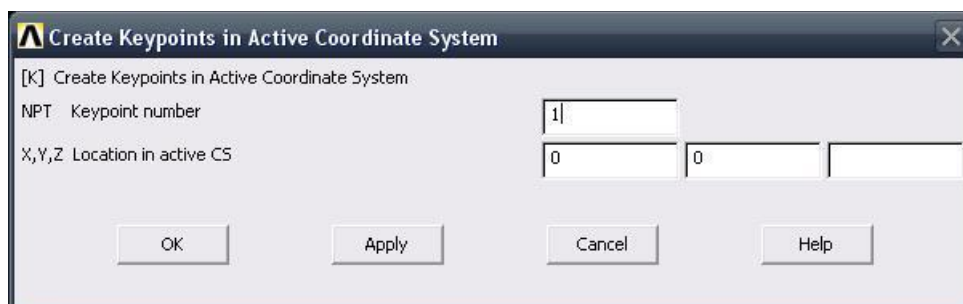 Create Keypoints in Active Coordinate System
[K] Create Keypoints in Active Coordinate System
NPT Keypoint number 1
X,Y,Z Location in active CS 0 0
OK Apply Cancel Help